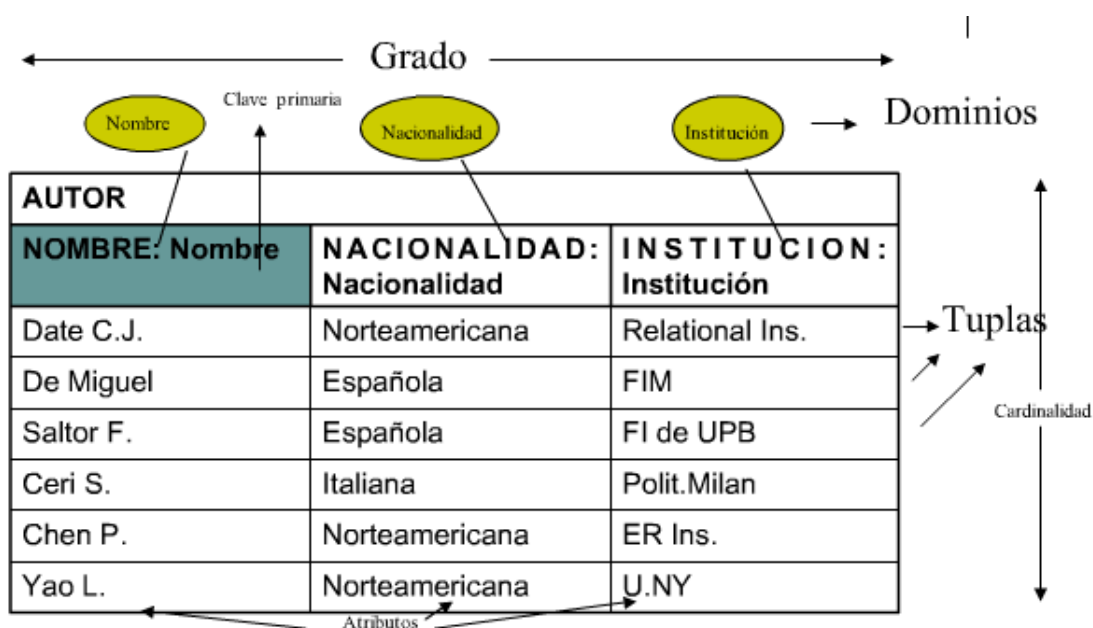 Grado
Clave primaria
Nombre
Nacionalidad
Institución
Dominios
AUTOR
NOMBRE: Nombre
NACIONALIDAD:
Nacionalidad
INSTITUCION:
Institución
Date C.J.
Norteamericana
Relational Ins.
Tuplas
De Miguel
Española
FIM
Cardinalidad
Saltor F.
Española
FI de UPB
Ceri S.
Italiana
Polit.Milan
Chen P.
Norteamericana
ER Ins.
Yao L.
Norteamericana
U.NY
Atributos